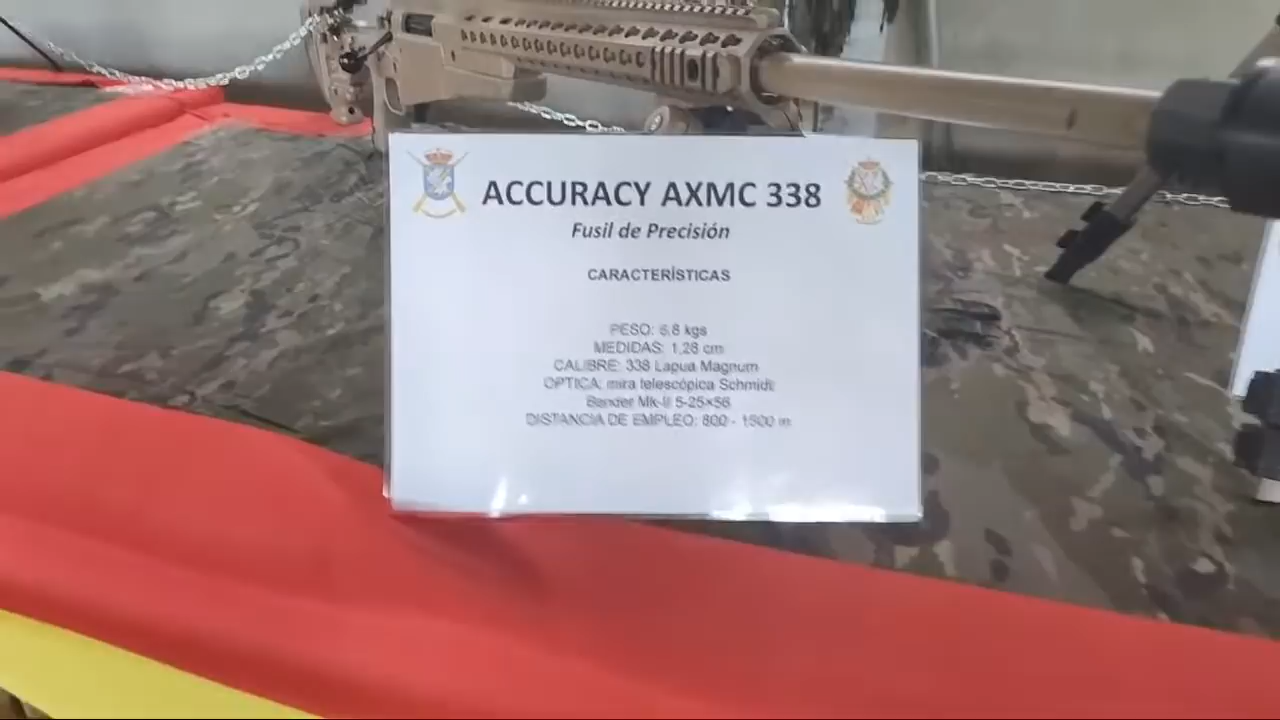 ACCURACY AXMC 338
Fusil de Precisión
CARACTERÍSTICAS
PESO: 6,8 kgs
MEDIDAS: 1,28 cm
CALIBRE: 338 Lapua Magnum
OPTICA: mira telescópica Schmidt
Bender Mk-II 5-25×56
DISTANCIA DE EMPLEO: 800 - 1500 m